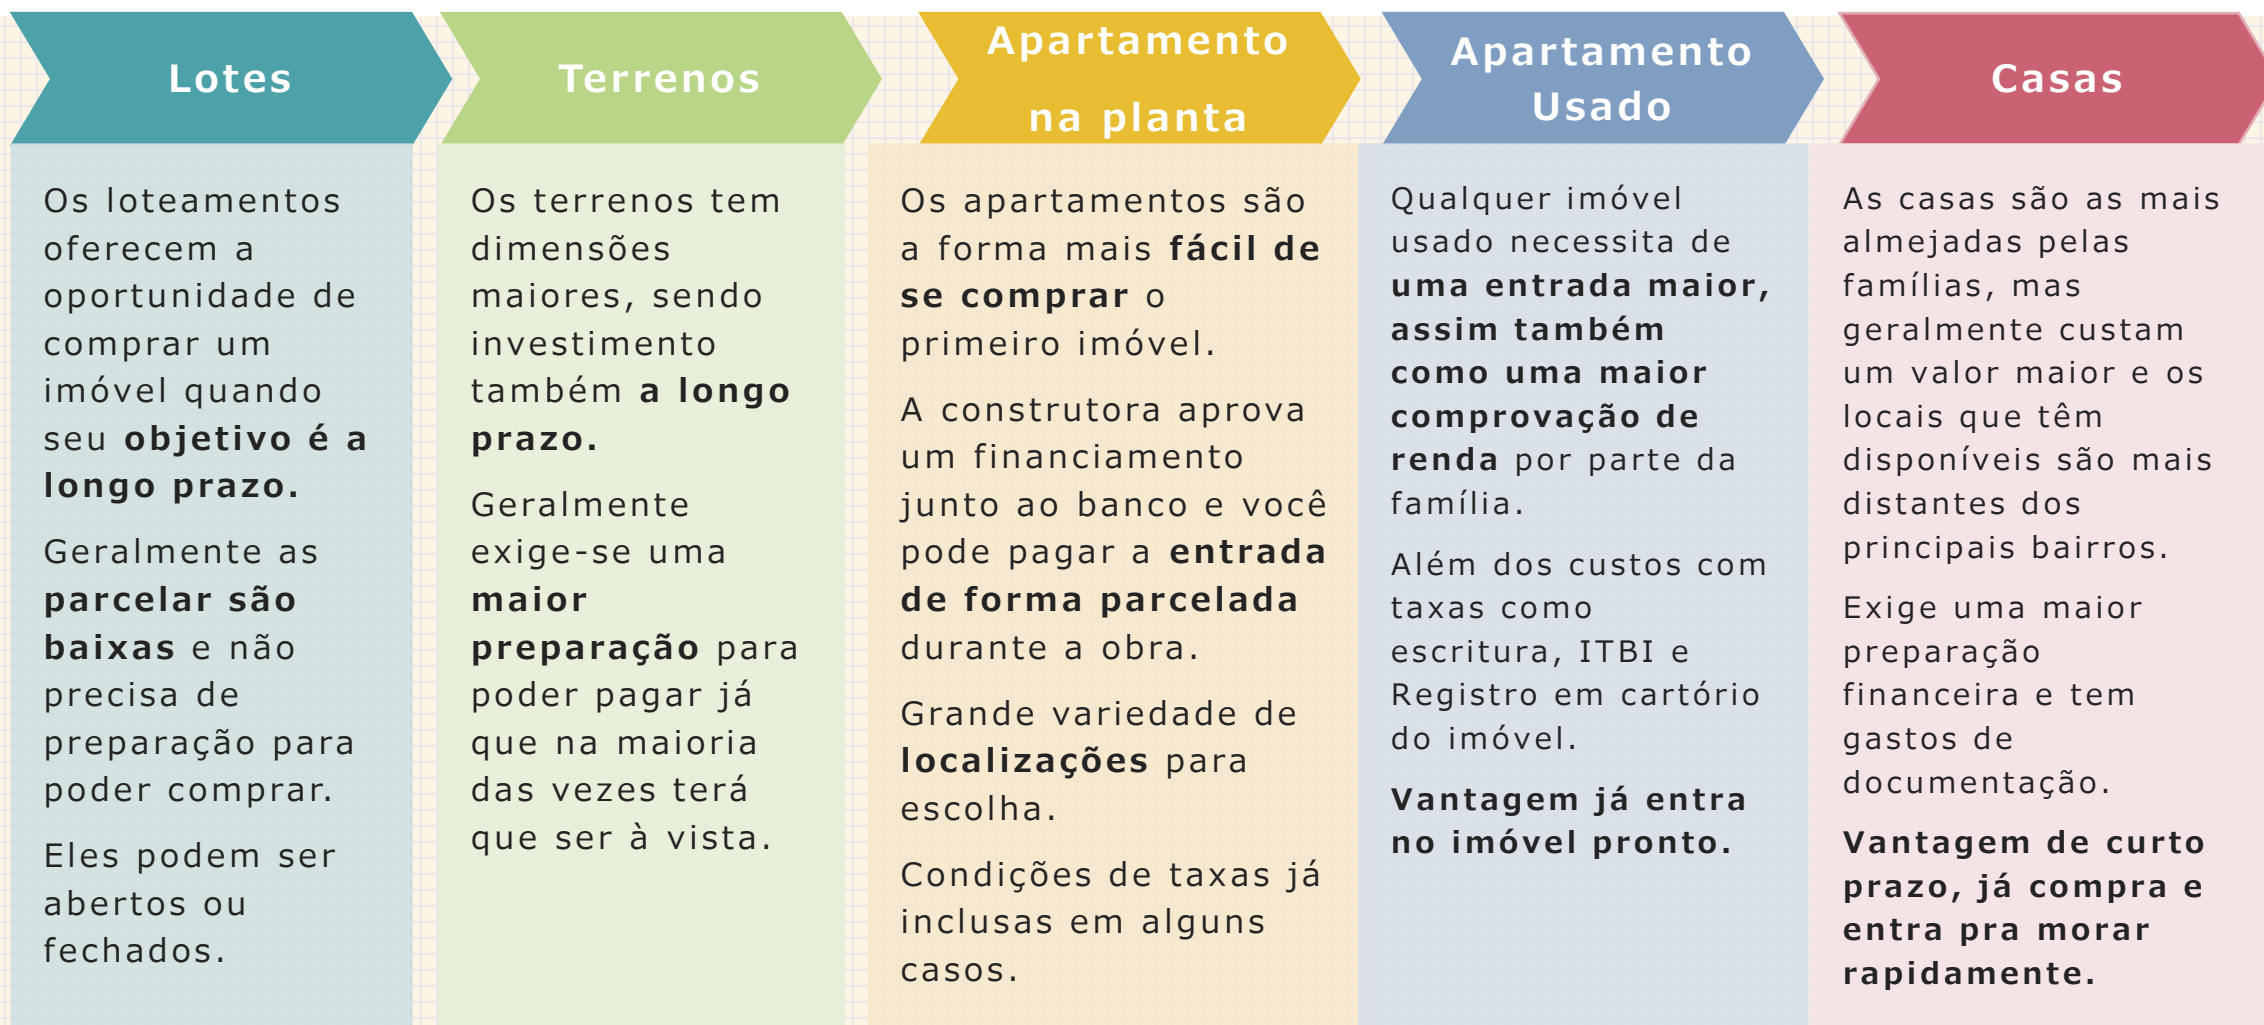 Lotes
Os loteamentos
oferecem a
oportunidade de
comprar um
imóvel quando
seu objetivo é a
longo prazo.
Geralmente as
parcelar são
baixas e não
precisa de
preparação para
poder comprar.
Eles podem ser
abertos ou
fechados.
Terrenos
Os terrenos tem
dimensões
maiores, sendo
investimento
também a longo
prazo.
Geralmente
exige-se uma
maior
preparação para
poder pagar já
que na maioria
das vezes terá
que ser à vista.
Apartamento
na planta
Os apartamentos são
a forma mais fácil de
se comprar o
primeiro imóvel.
A construtora aprova
um financiamento
junto ao banco e você
pode pagar a entrada
de forma parcelada
durante a obra.
Grande variedade de
localizações para
escolha.
Condições de taxas já
inclusas em alguns
casos.
Apartamento
Usado
Qualquer imóvel
usado necessita de
uma entrada maior,
assim também
como uma maior
comprovação de
renda por parte da
família.
Além dos custos com
taxas como
escritura, ITBI e
Registro em cartório
do imóvel.
Vantagem já entra
no imóvel pronto.
Casas
As casas são as mais
almejadas pelas
famílias, mas
geralmente custam
um valor maior e os
locais que têm
disponíveis são mais
distantes dos
principais bairros.
Exige uma maior
preparação
financeira e tem
gastos de
documentação.
Vantagem de curto
prazo, já compra e
entra pra morar
rapidamente.